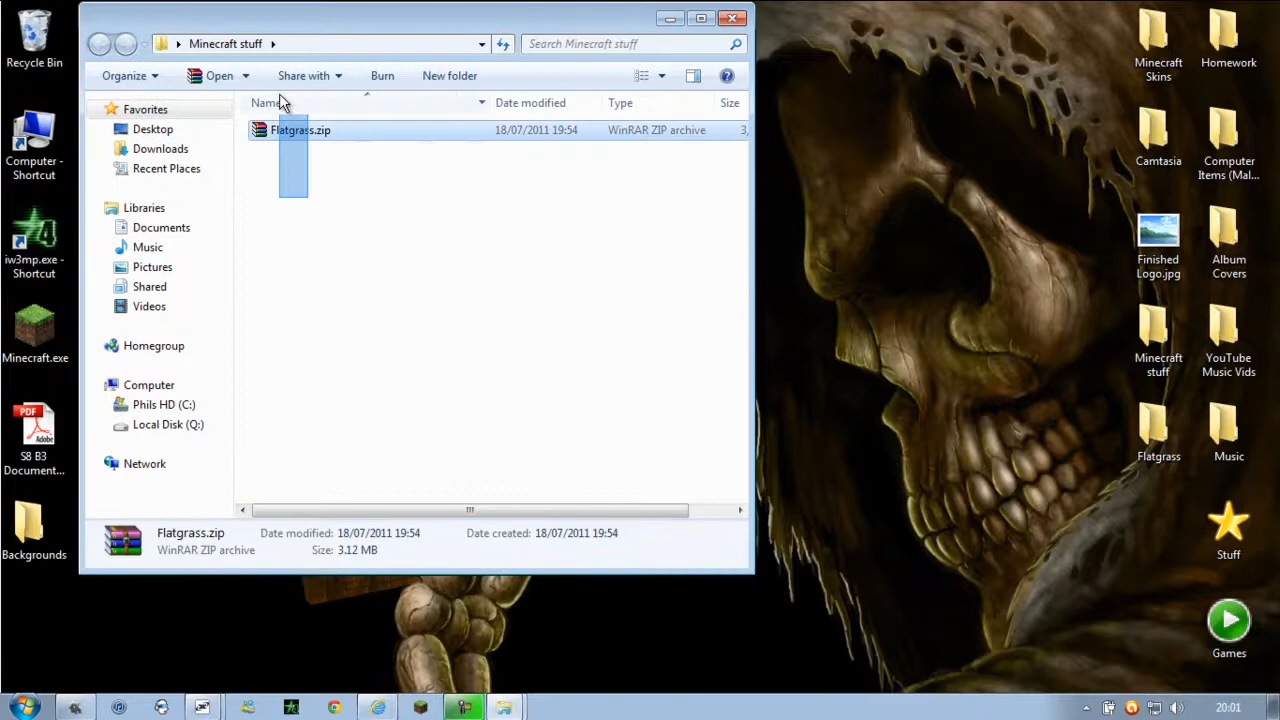 Recycle Bin
Computer -
Shortcut
iw3mp.exe -
Shortcut
Minecraft.exe
PDF
Adobe
S8 B3
Document...
Backgrounds
Minecraft stuff
Search Minecraft stuff
Organize
Open
Share with
Burn
New folder
Favorites
Desktop
Downloads
Recent Places
Libraries
Documents
Music
Pictures
Shared
Videos
Homegroup
Computer
Phils HD (C:)
Local Disk (Q:)
Network
Name Date modified Type Size
Flatgrass.zip 18/07/2011 19:54 WinRAR ZIP archive 3,
Flatgrass.zip Date modified: 18/07/2011 19:54 Date created: 18/07/2011 19:54
WinRAR ZIP archive Size: 3.12 MB
Minecraft
Skins
Homework
Camtasia
Computer
Items (Mal...
Finished
Logo.jpg
Album
Covers
Minecraft
stuff
YouTube
Music Vids
Flatgrass
Music
Stuff
Games
20:01